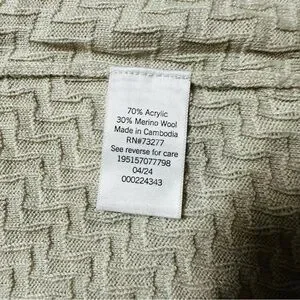 70% Acrylic
30% Merino Wool
Made in Cambodia
RN#73277
See reverse for care
195157077798
04/24
000224343